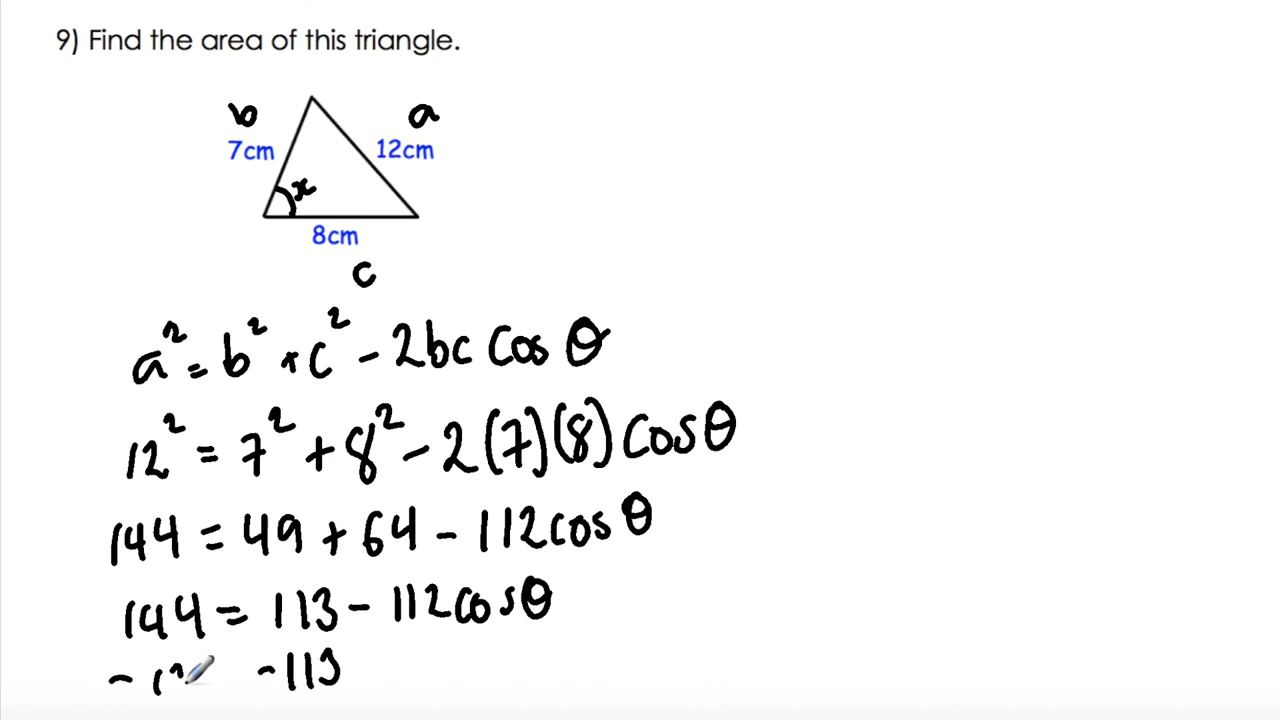 9) Find the area of this triangle.
b a
7cm 12cm
x
8cm
c
a² = b² + c² - 2bc cos θ
12² = 7² + 8² - 2(7)(8) cosθ
144 = 49 + 64 - 112cos θ
144 = 113 - 112cosθ
-113